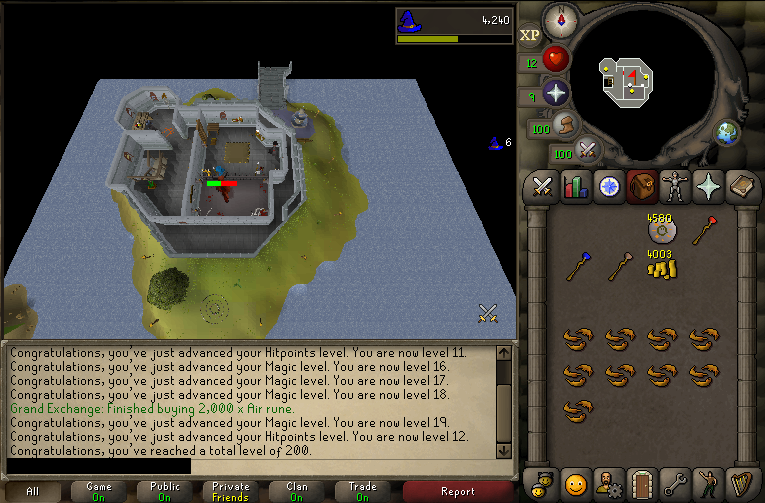 4,240
XP
N
12
9
6
100
100
4580
4003
Congratulations, you've just advanced your Hitpoints level. You are now level 11.
Congratulations, you've just advanced your Magic level. You are now level 16.
Congratulations, you've just advanced your Magic level. You are now level 17.
Congratulations, you've just advanced your Magic level. You are now level 18.
Grand Exchange: Finished buying 2,000 x Air rune.
Congratulations, you've just advanced your Magic level. You are now level 19.
Congratulations, you've just advanced your Hitpoints level. You are now level 12.
Congratulations, you've reached a total level of 200.
All
Game
On
Public
On
Private
Friends
Clan
On
Trade
On
Report